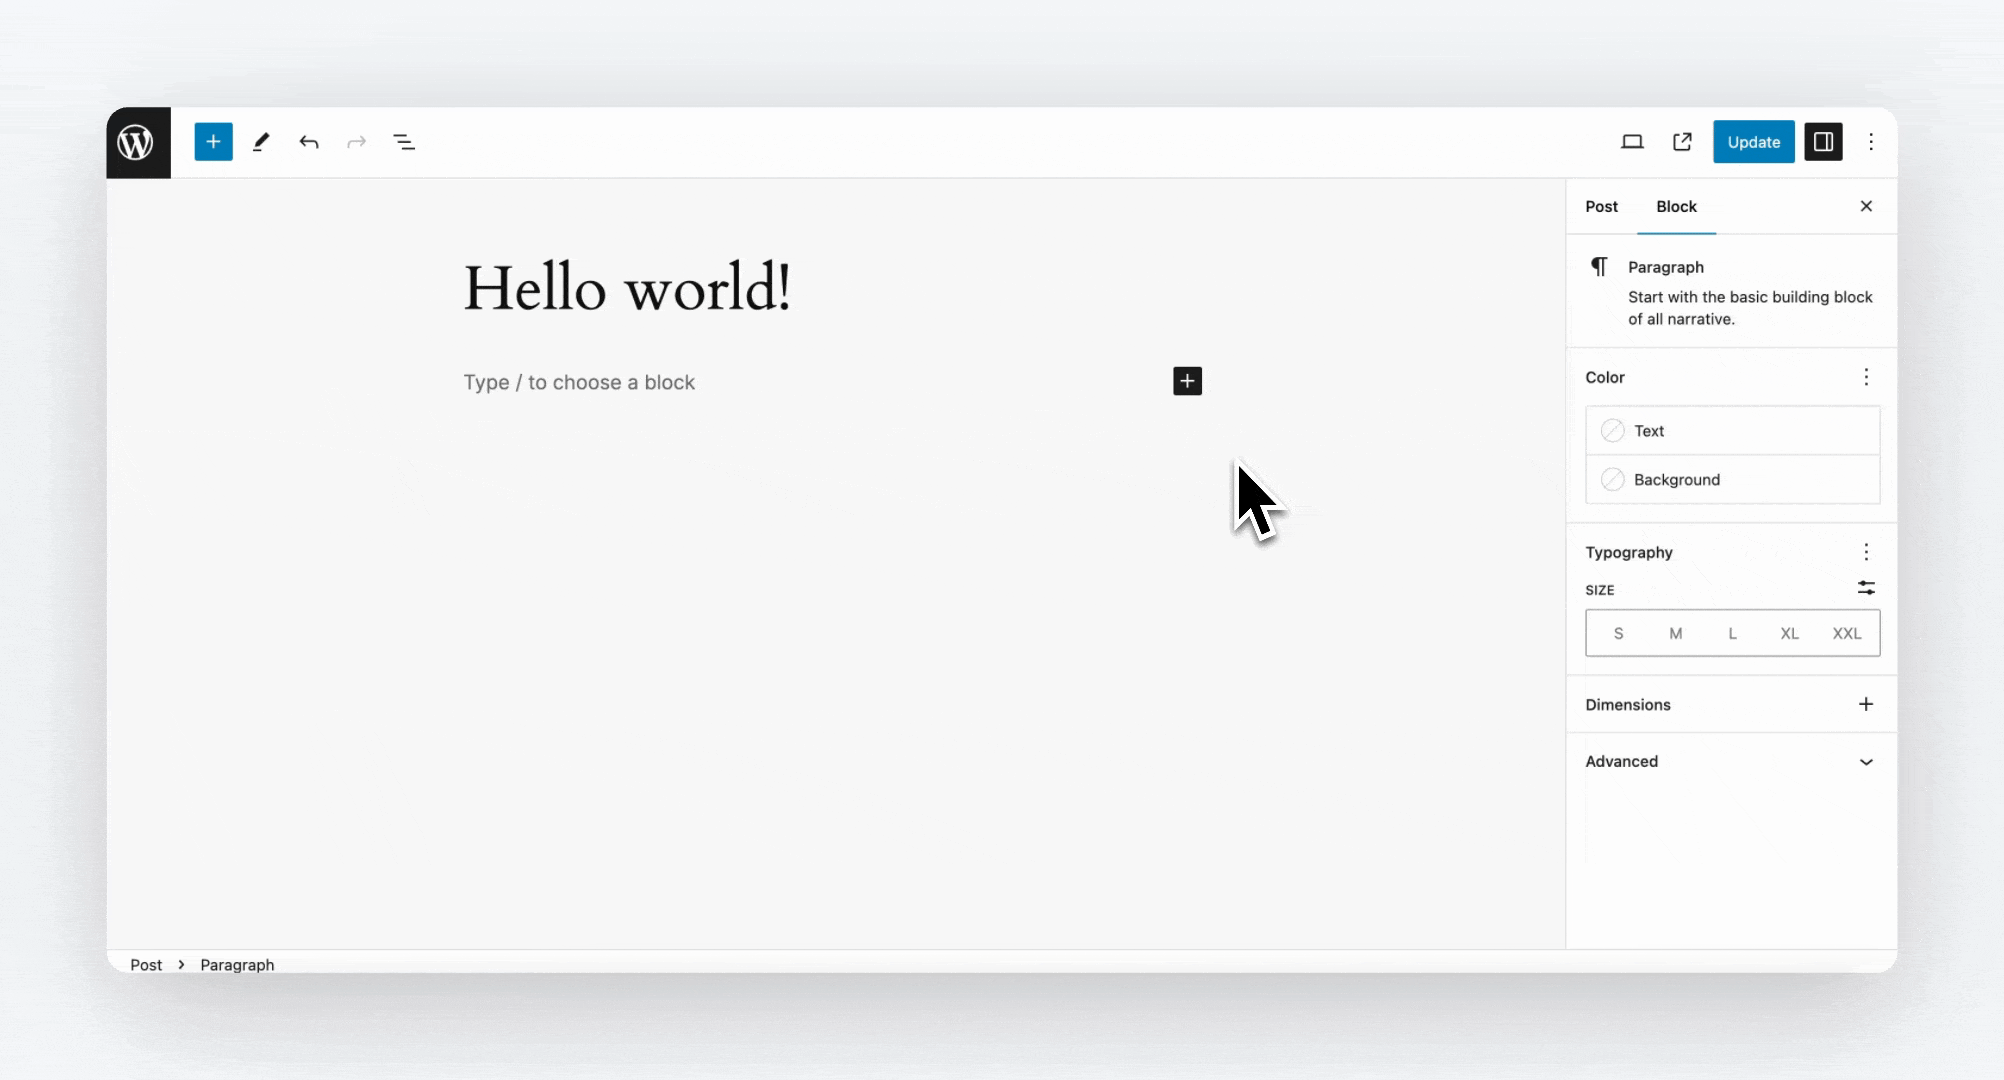 Update
Post Block
Hello world!
Type / to choose a block
Paragraph
Start with the basic building block
of all narrative.
Color
Text
Background
Typography
SIZE
S M L XL XXL
Dimensions
Advanced
Post > Paragraph